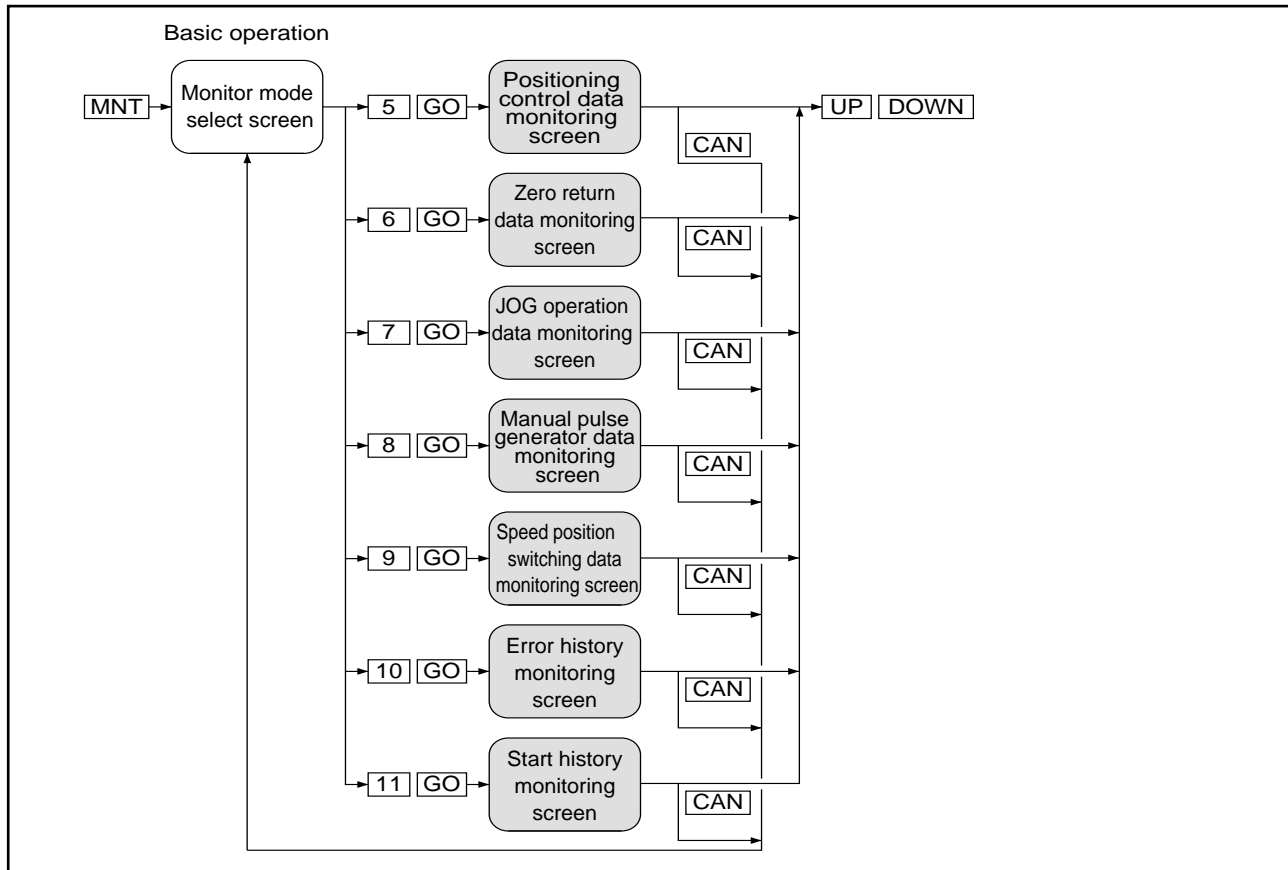 Basic operation
MNT
Monitor mode
select screen
5 GO
Positioning
control data
monitoring
screen
CAN
UP DOWN
6 GO
Zero return
data monitoring
screen
CAN
7 GO
JOG operation
data monitoring
screen
CAN
8 GO
Manual pulse
generator data
monitoring
screen
CAN
9 GO
Speed position
switching data
monitoring screen
CAN
10 GO
Error history
monitoring
screen
CAN
11 GO
Start history
monitoring
screen
CAN